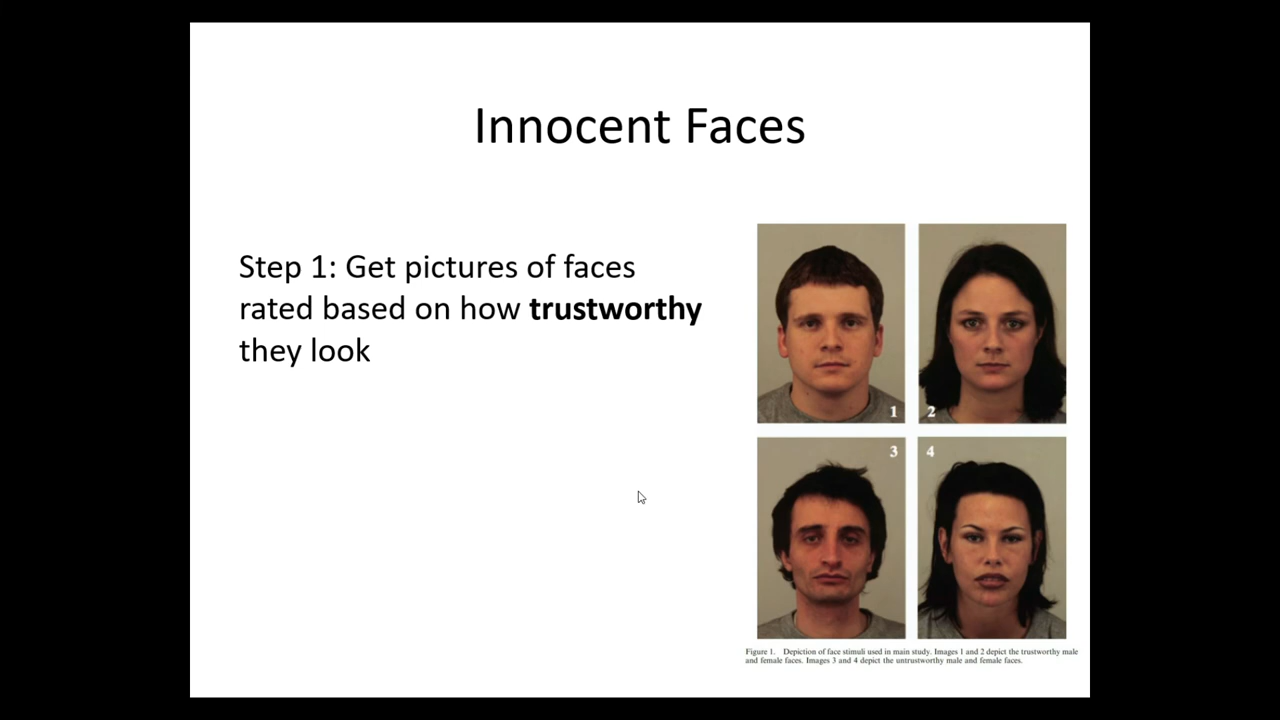 Innocent Faces
Step 1: Get pictures of faces
rated based on how trustworthy
they look
1
2
3
4
Figure 1. Depiction of face stimuli used in main study. Images 1 and 2 depict the trustworthy male
and female faces. Images 3 and 4 depict the untrustworthy male and female faces.